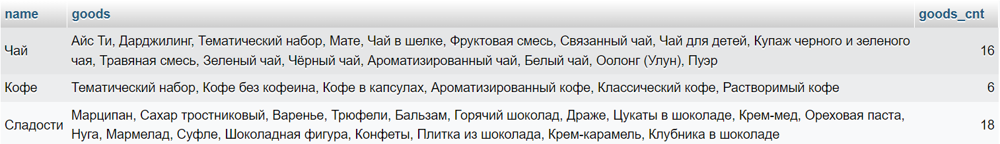 name goods goods_cnt
Чай Айс Ти, Дарджилинг, Тематический набор, Мате, Чай в шелке, Фруктовая смесь, Связанный чай, Чай для детей, Купаж черного и зеленого 16
чая, Травяная смесь, Зеленый чай, Чёрный чай, Ароматизированный чай, Белый чай, Оолонг (Улун), Пуэр
Кофе Тематический набор, Кофе без кофеина, Кофе в капсулах, Ароматизированный кофе, Классический кофе, Растворимый кофе 6
Сладости Марципан, Сахар тростниковый, Варенье, Трюфели, Бальзам, Горячий шоколад, Драже, Цукаты в шоколаде, Крем-мед, Ореховая паста, 18
Нуга, Мармелад, Суфле, Шоколадная фигура, Конфеты, Плитка из шоколада, Крем-карамель, Клубника в шоколаде